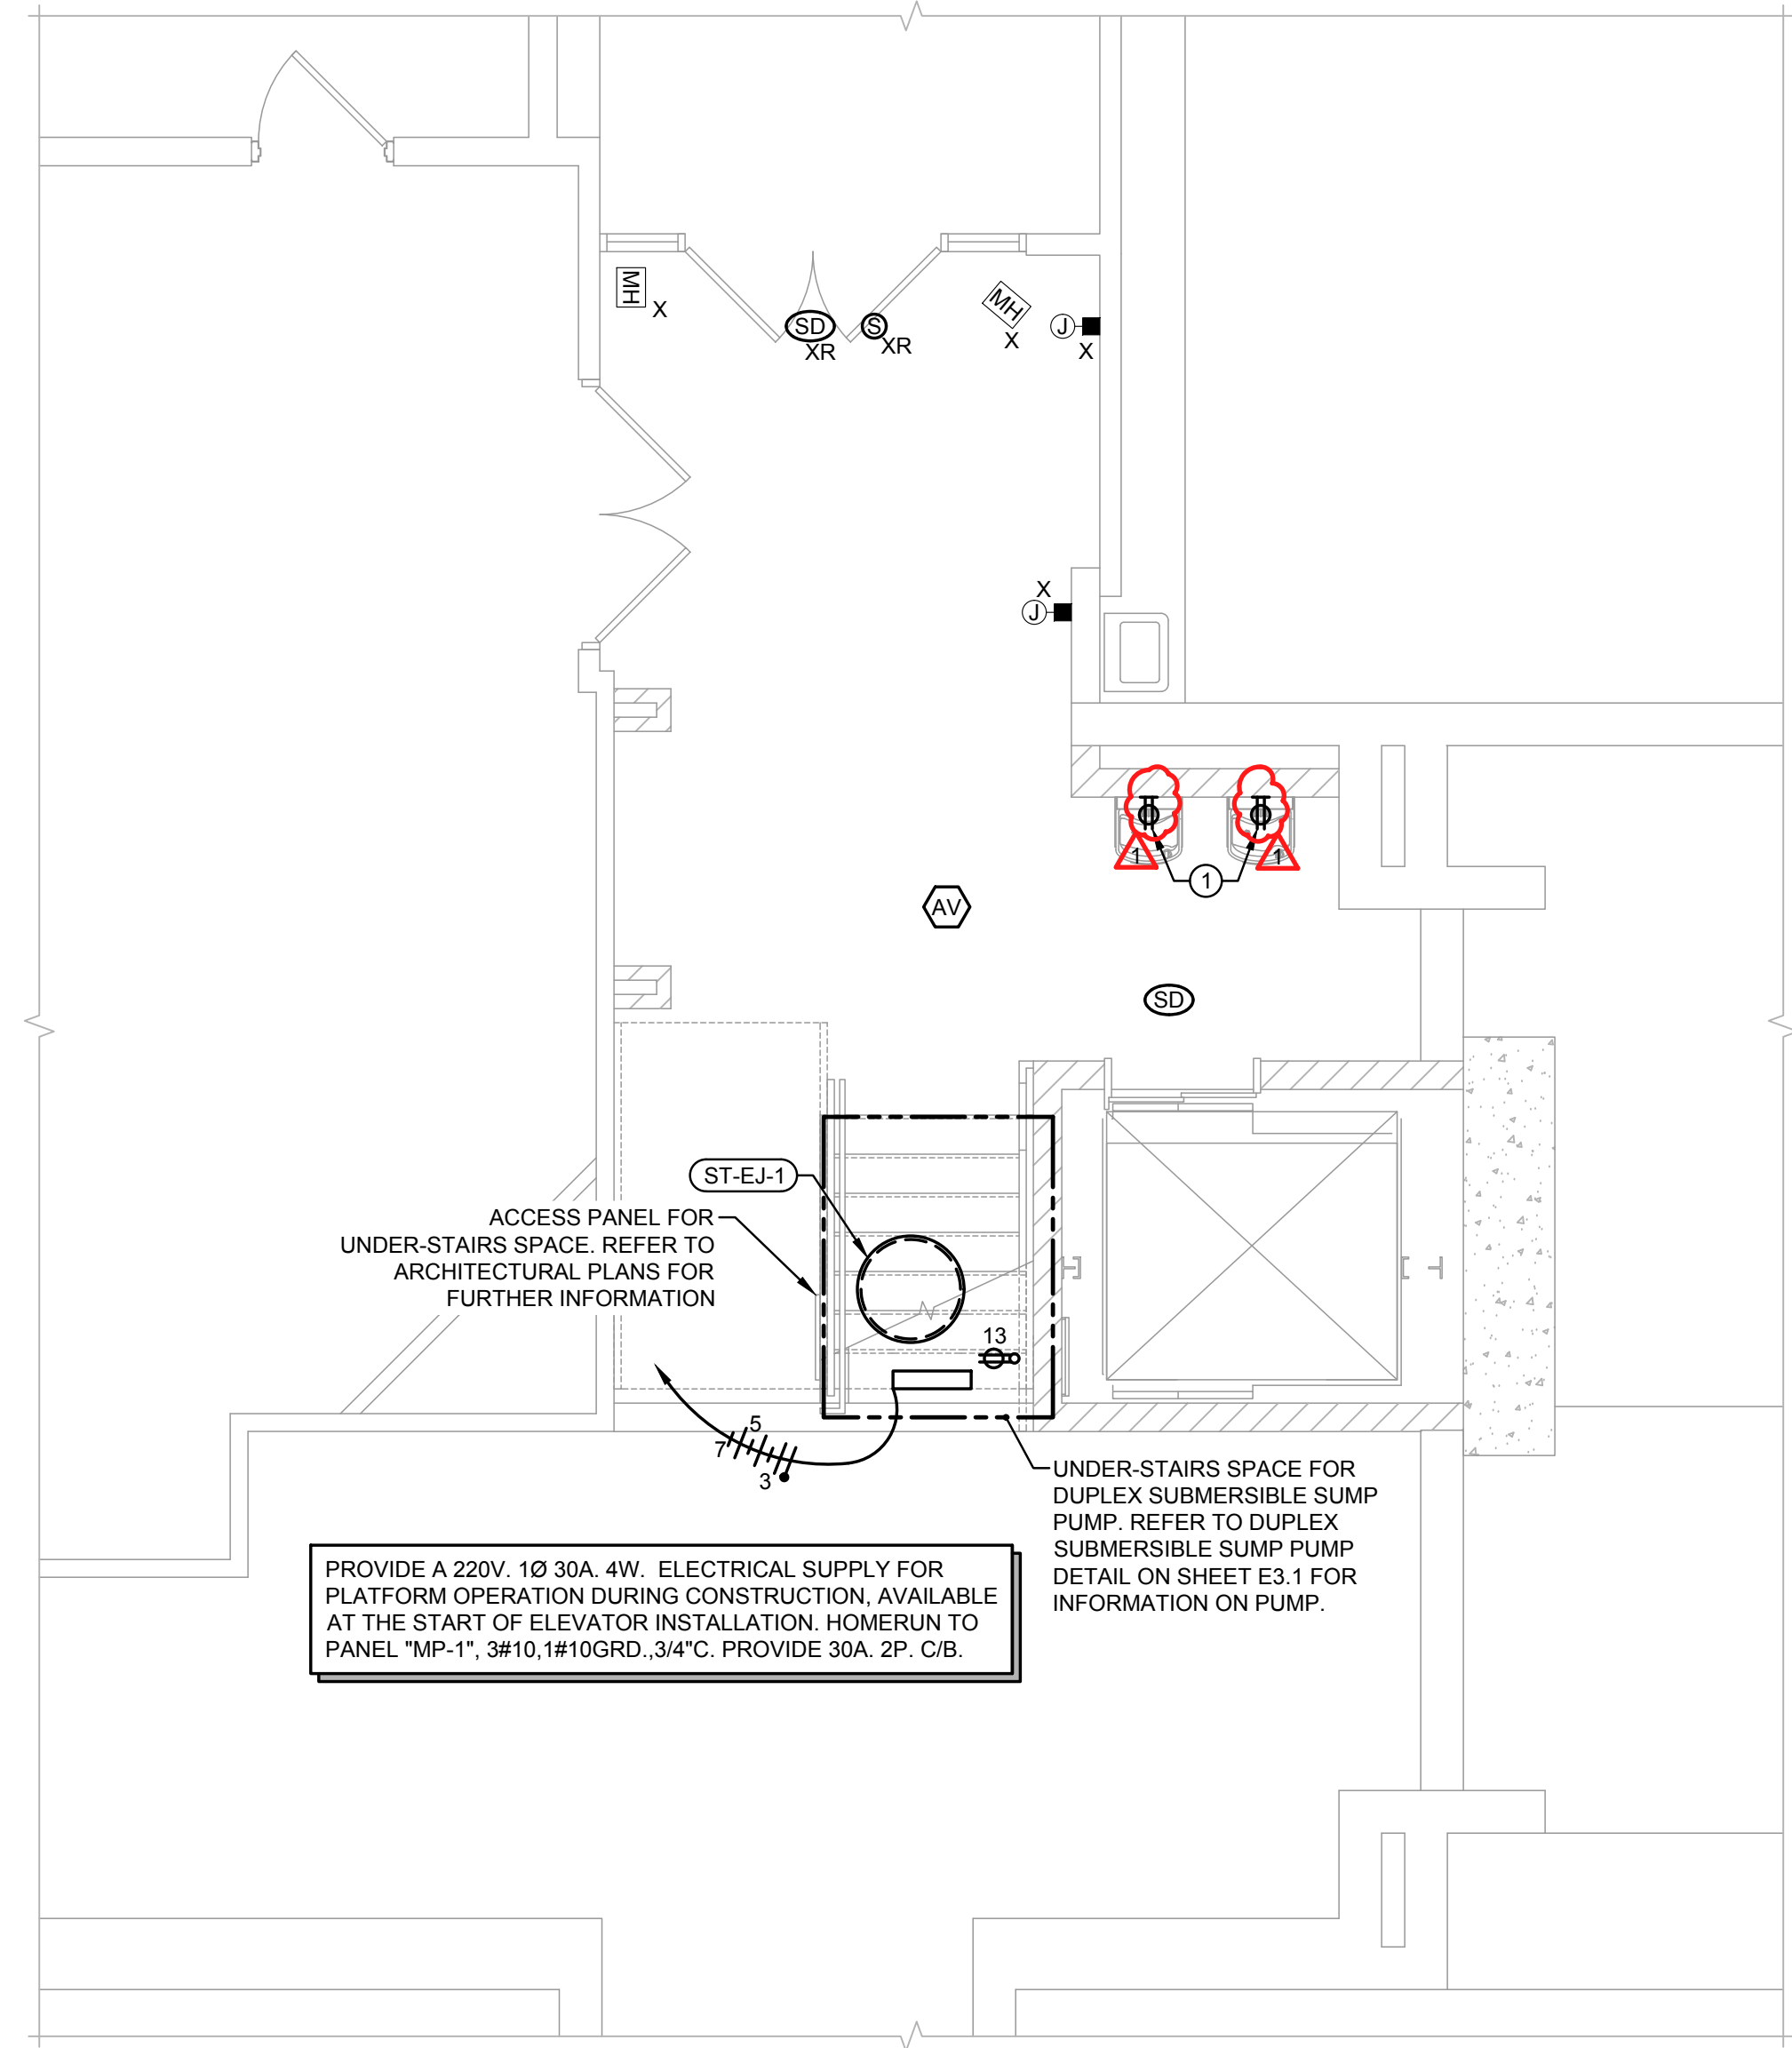 MH
X
SD
XR
S
XR
MH
X
J
X
X
J
1
1
1
AV
SD
ST-EJ-1
ACCESS PANEL FOR
UNDER-STAIRS SPACE. REFER TO
ARCHITECTURAL PLANS FOR
FURTHER INFORMATION
13
5
7
3
UNDER-STAIRS SPACE FOR
DUPLEX SUBMERSIBLE SUMP
PUMP. REFER TO DUPLEX
SUBMERSIBLE SUMP PUMP
DETAIL ON SHEET E3.1 FOR
INFORMATION ON PUMP.
PROVIDE A 220V. 1Ø 30A. 4W. ELECTRICAL SUPPLY FOR
PLATFORM OPERATION DURING CONSTRUCTION, AVAILABLE
AT THE START OF ELEVATOR INSTALLATION. HOMERUN TO
PANEL "MP-1", 3#10,1#10GRD.,3/4"C. PROVIDE 30A. 2P. C/B.